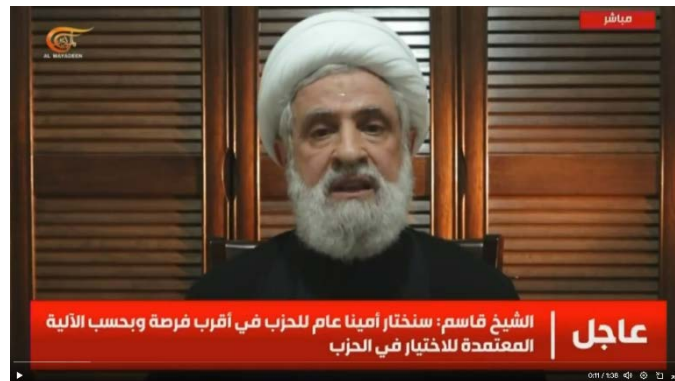 مباشر
AL MAYADEEN
عاجل
الشيخ قاسم: سنختار أمينا عام للحزب في أقرب فرصة وبحسب الآلية
المعتمدة للاختيار في الحزب
0:11 / 1:38